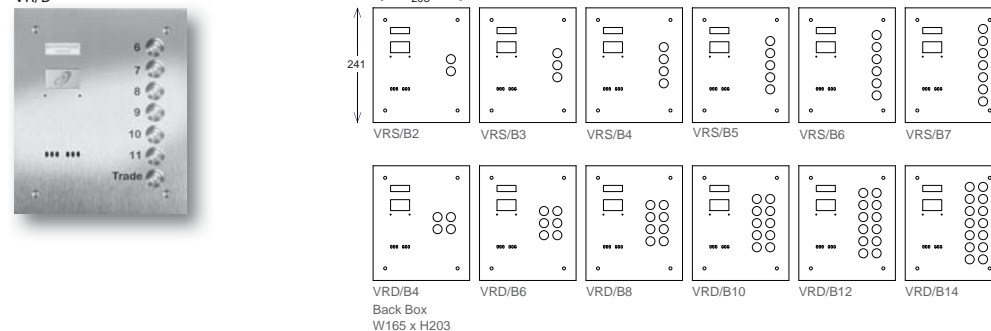 6
7
8
9
10
11
Trade
241
VRS/B2
VRS/B3
VRS/B4
VRS/B5
VRS/B6
VRS/B7
VRD/B4
VRD/B6
VRD/B8
VRD/B10
VRD/B12
VRD/B14
Back Box
W165 x H203